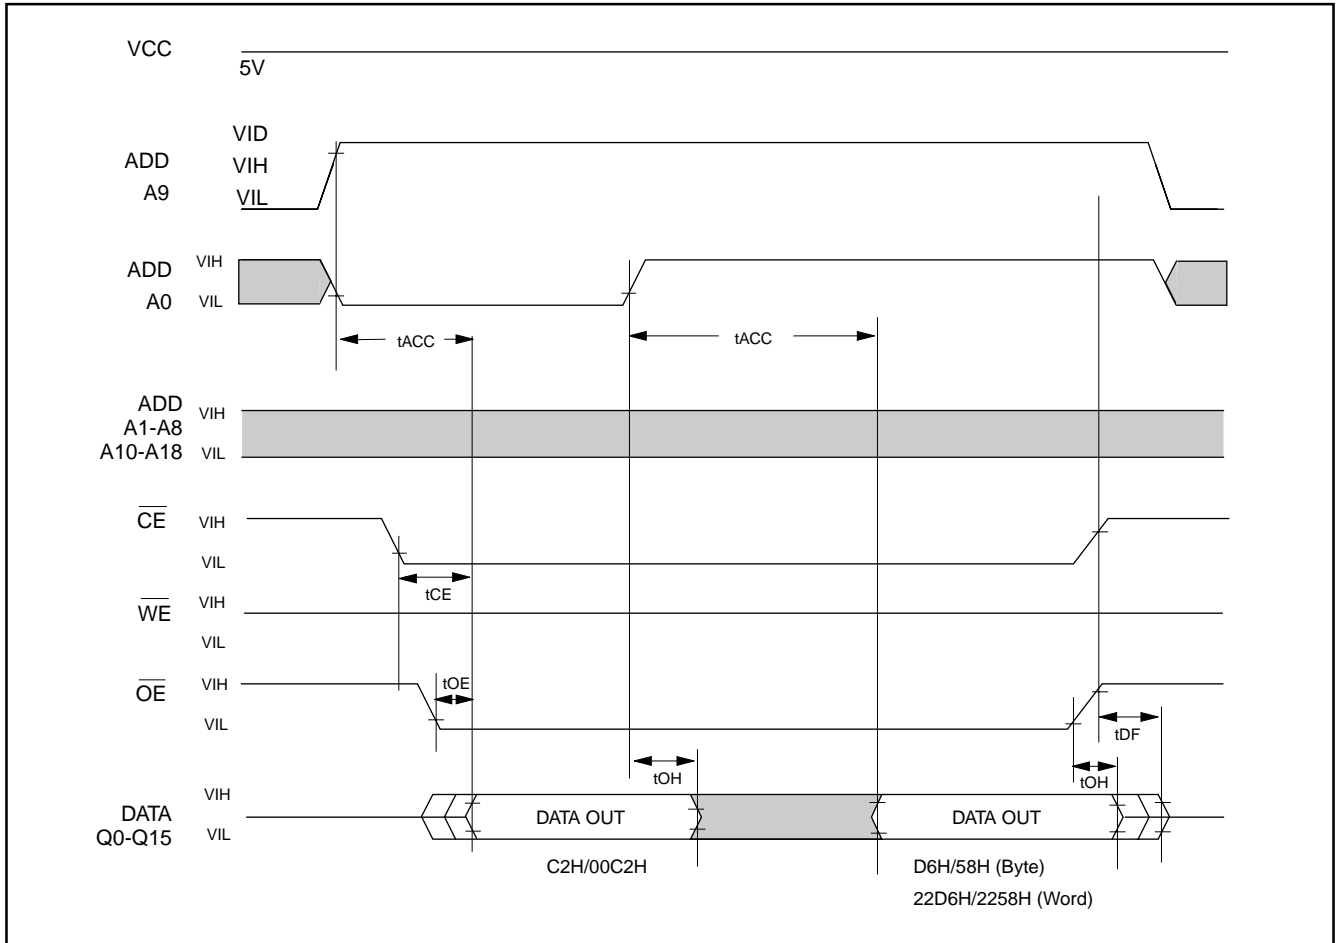 VCC
5V
ADD
A9
VID
VIH
VIL
ADD
A0
VIH
VIL
tACC
tACC
ADD
A1-A8
A10-A18
VIH
VIL
CE
VIH
VIL
tCE
WE
VIH
VIL
OE
VIH
VIL
tOE
tDF
tOH
tOH
DATA
Q0-Q15
VIH
VIL
DATA OUT
DATA OUT
C2H/00C2H
D6H/58H (Byte)
22D6H/2258H (Word)